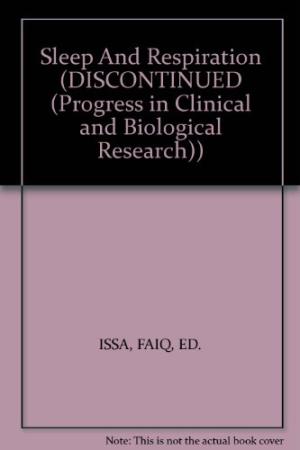 Sleep And Respiration
(DISCONTINUED
(Progress in Clinical
and Biological
Research))
ISSA, FAIQ, ED.
Note: This is not the actual book cover